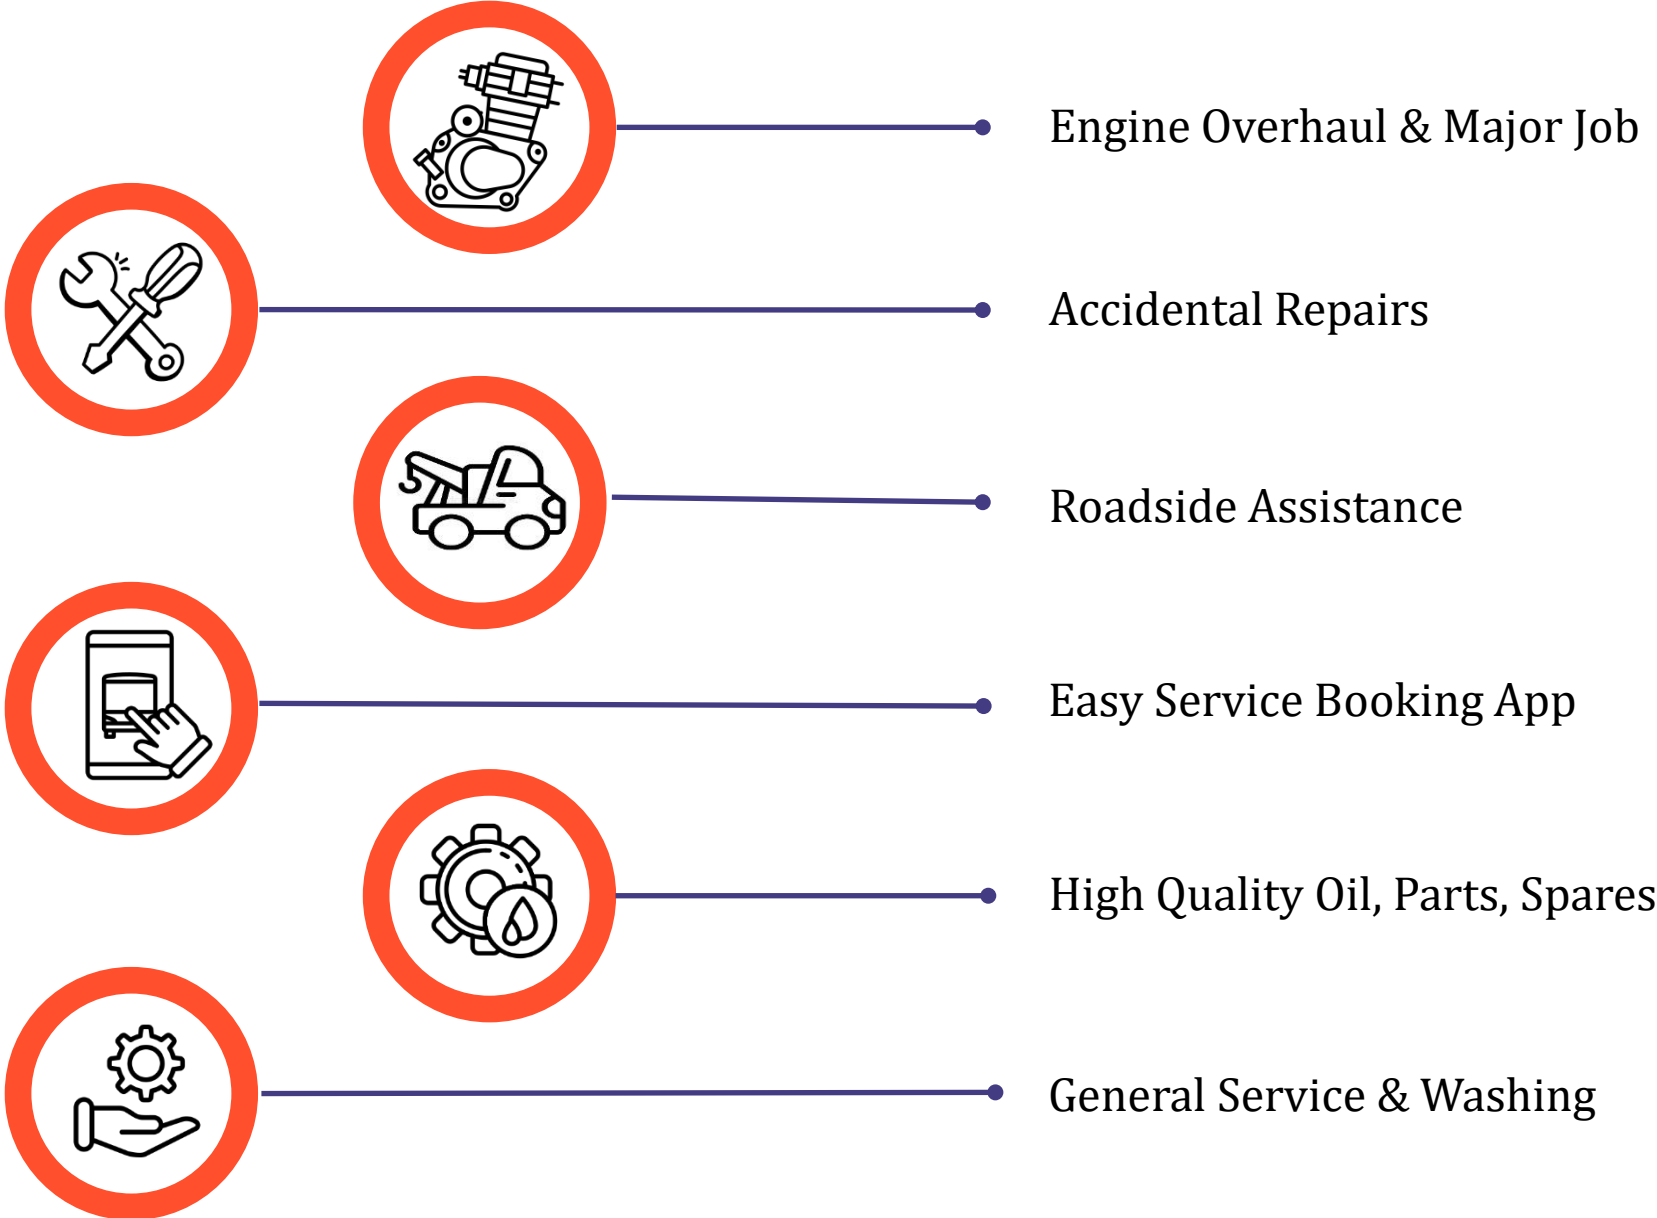 Engine Overhaul & Major Job
Accidental Repairs
Roadside Assistance
Easy Service Booking App
High Quality Oil, Parts, Spares
General Service & Washing